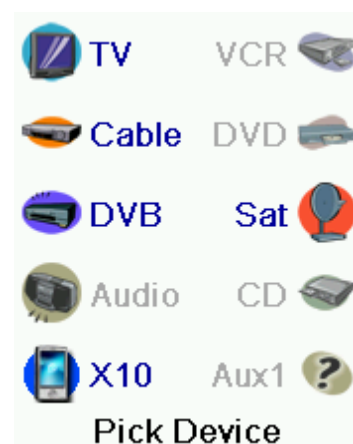 TV VCR
Cable DVD
DVB Sat
Audio CD
X10 Aux1
Pick Device